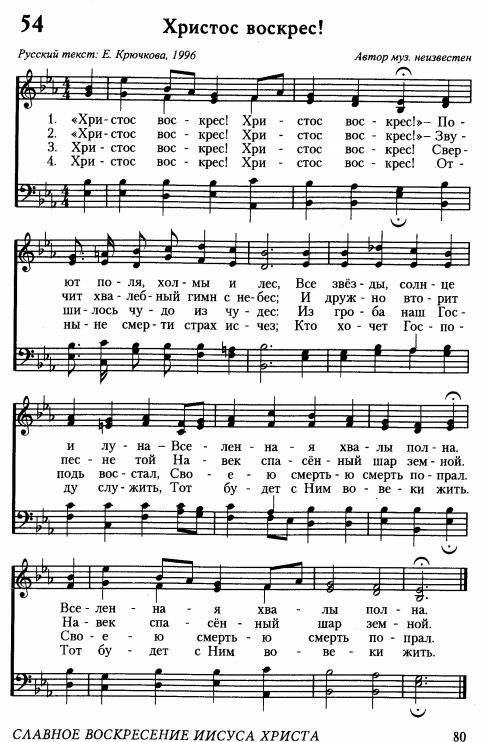 54
Христос воскрес!
Русский текст: Е. Крючкова, 1996
Автор муз. неизвестен
1. «Хри - стос вос - крес! Хри - стос вос - крес!»– По-
2. «Хри - стос вос - крес! Хри - стос вос - крес!»– Зву-
3. Хри - стос вос - крес! Хри - стос вос - крес! Свер-
4. Хри - стос вос - крес! Хри - стос вос - крес! От -
ют по - ля, хол - мы и лес, Все звёз - ды, солн - це
чит хва - леб - ный гимн с не - бес; И друж - но вто - рит
ши - лось чу - до из чу - дес: Из гро - ба наш Гос -
ны - не смер - ти страх ис - чез; Кто хо - чет Гос - по -
и лу - на – Все - лен - на - я хва - лы пол - на.
пес - не той На - век спа - сён - ный шар зем - ной.
подь вос - стал, Сво - е - ю смерть - ю смерть по - прал.
ду слу - жить, Тот бу - дет с Ним во - ве - ки жить.
Все - лен - на - я хва - лы пол - на.
На - век спа - сён - ный шар зем - ной.
Сво - е - ю смерть - ю смерть по - прал.
Тот бу - дет с Ним во - ве - ки жить.
СЛАВНОЕ ВОСКРЕСЕНИЕ ИИСУСА ХРИСТА
80